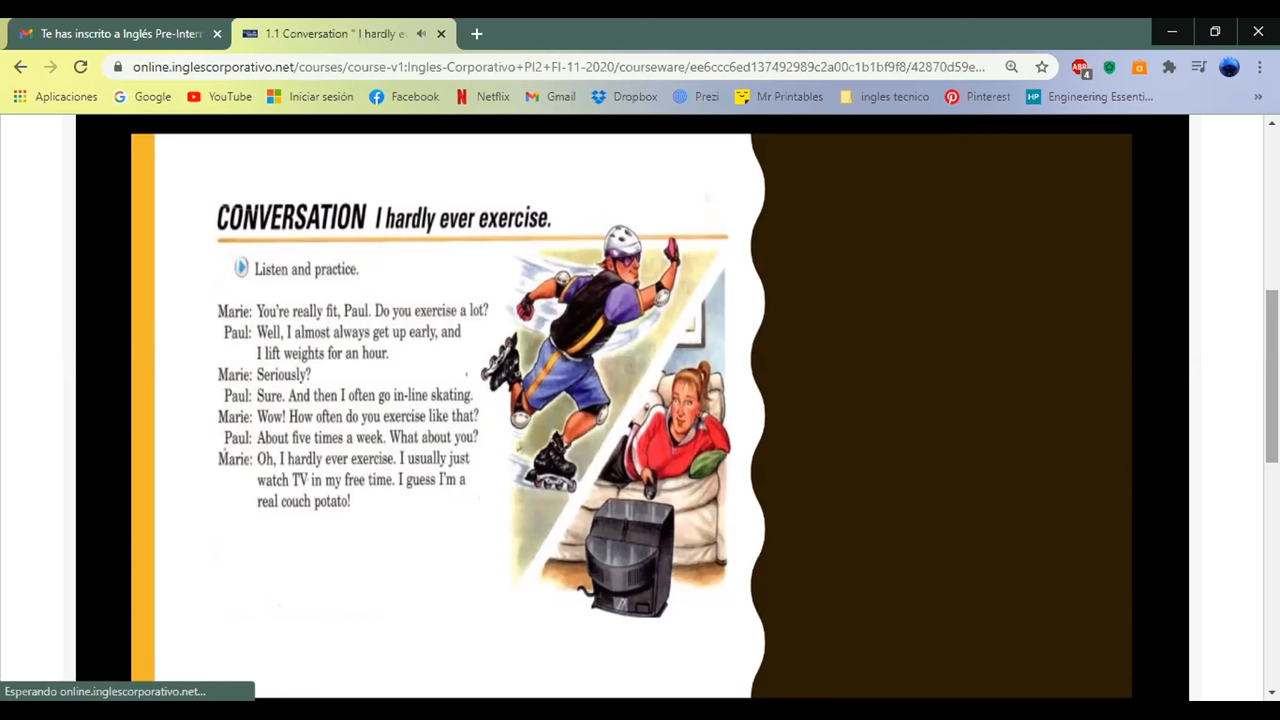 Te has inscrito a Inglés Pre-Inter
1.1 Conversation " I hardly e
online.inglescorporativo.net/courses/course-v1:Ingles-Corporativo+PI2+FI-11-2020/courseware/ee6ccc6ed137492989c2a00c1b1bf9f8/42870d59e...
4
Aplicaciones Google YouTube Iniciar sesión Facebook Netflix Gmail Dropbox Prezi Mr Printables ingles tecnico Pinterest Engineering Essenti...
CONVERSATION I hardly ever exercise.
Listen and practice.
Marie: You're really fit, Paul. Do you exercise a lot?
Paul: Well, I almost always get up early, and
I lift weights for an hour.
Marie: Seriously?
Paul: Sure. And then I often go in-line skating.
Marie: Wow! How often do you exercise like that?
Paul: About five times a week. What about you?
Marie: Oh, I hardly ever exercise. I usually just
watch TV in my free time. I guess I'm a
real couch potato!
Esperando online.inglescorporativo.net...